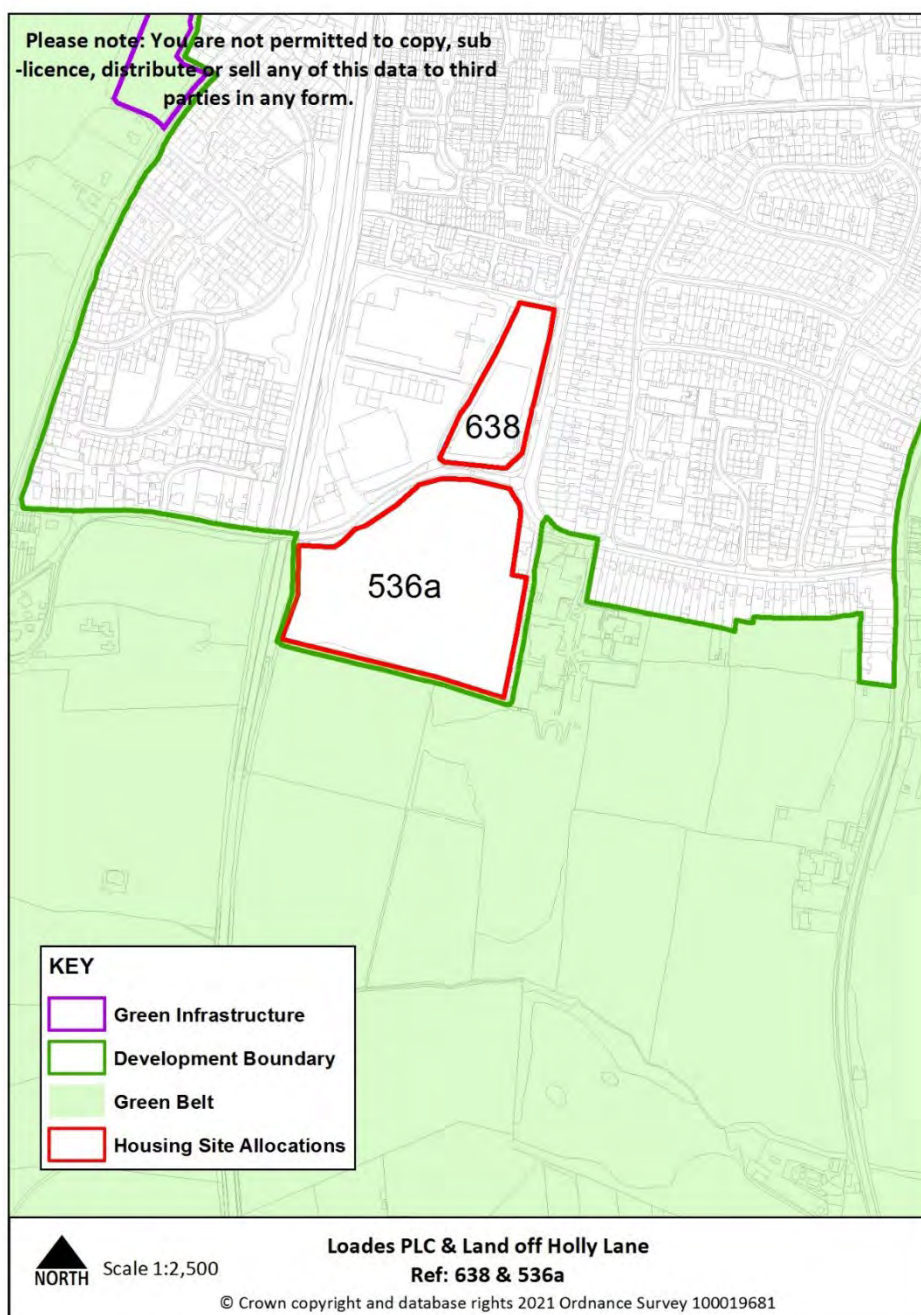 Please note: You are not permitted to copy, sub
-licence, distribute or sell any of this data to third
parties in any form.
638
536a
KEY
Green Infrastructure
Development Boundary
Green Belt
Housing Site Allocations
NORTH
Scale 1:2,500
Loades PLC & Land off Holly Lane
Ref: 638 & 536a
© Crown copyright and database rights 2021 Ordnance Survey 100019681